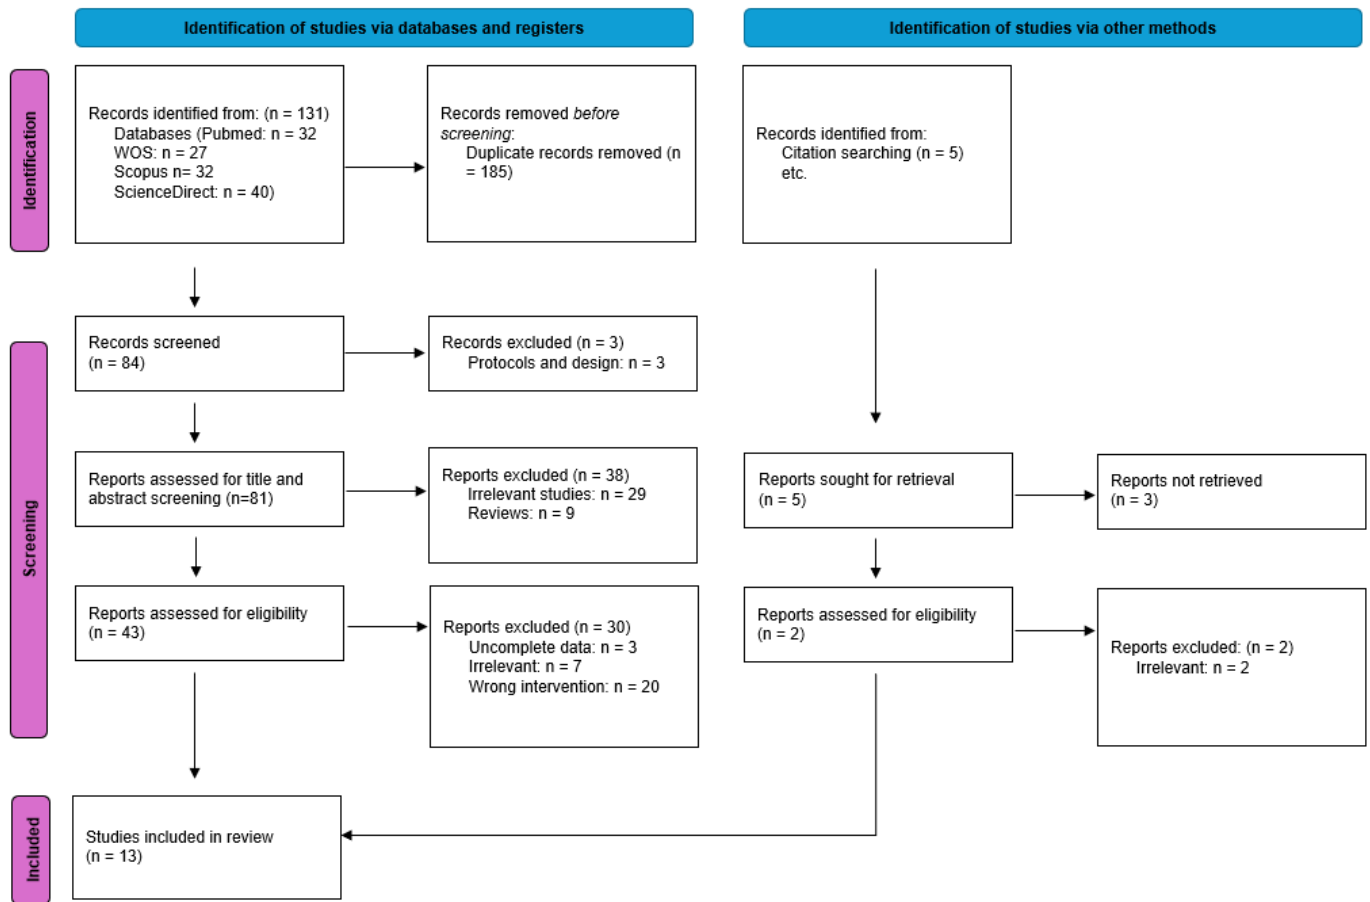 Identification of studies via databases and registers
Identification of studies via other methods
Identification
Records identified from: (n = 131)
Databases (Pubmed: n = 32
WOS: n = 27
Scopus n= 32
ScienceDirect: n = 40)
Records removed before
screening:
Duplicate records removed (n
= 185)
Records identified from:
Citation searching (n = 5)
etc.
Screening
Records screened
(n = 84)
Records excluded (n = 3)
Protocols and design: n = 3
Reports assessed for title and
abstract screening (n=81)
Reports excluded (n = 38)
Irrelevant studies: n = 29
Reviews: n = 9
Reports sought for retrieval
(n = 5)
Reports not retrieved
(n = 3)
Reports assessed for eligibility
(n = 43)
Reports excluded (n = 30)
Uncomplete data: n = 3
Irrelevant: n = 7
Wrong intervention: n = 20
Reports assessed for eligibility
(n = 2)
Reports excluded: (n = 2)
Irrelevant n = 2
Included
Studies included in review
(n = 13)